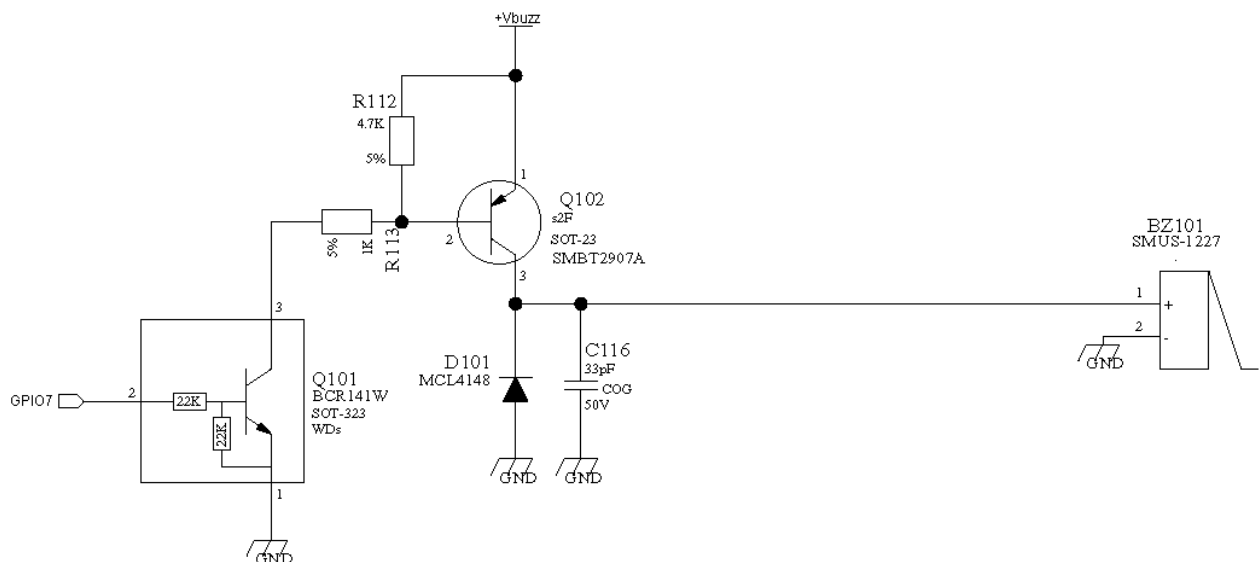 +Vbuzz
R112
4.7K
5%
1
Q102
s2F
SOT-23
SMBT2907A
2
3
5%
1K
R113
BZ101
SMUS-1227
1
+
2
-
GND
3
Q101
BCR141W
SOT-323
WDs
GPIO7
2
22K
22K
1
GND
D101
MCL4148
GND
C116
33pF
COG
50V
GND